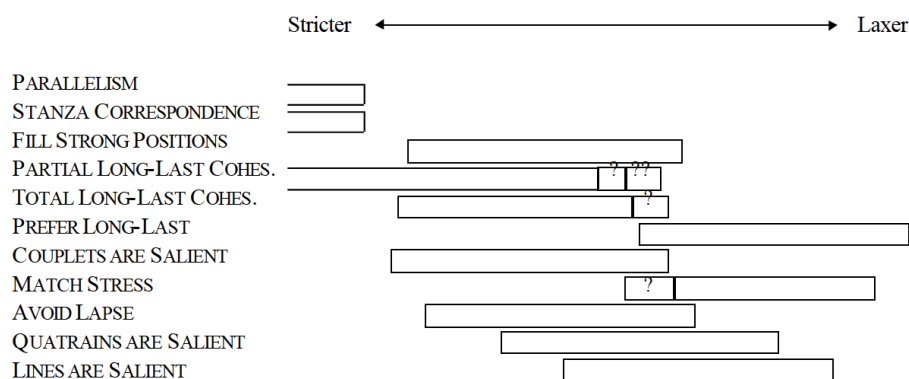 Stricter Laxer
PARALLELISM
STANZA CORRESPONDENCE
FILL STRONG POSITIONS
PARTIAL LONG-LAST COHES. ? ??
TOTAL LONG-LAST COHES. ?
PREFER LONG-LAST
COUPLETS ARE SALIENT
MATCH STRESS ?
AVOID LAPSE
QUATRAINS ARE SALIENT
LINES ARE SALIENT